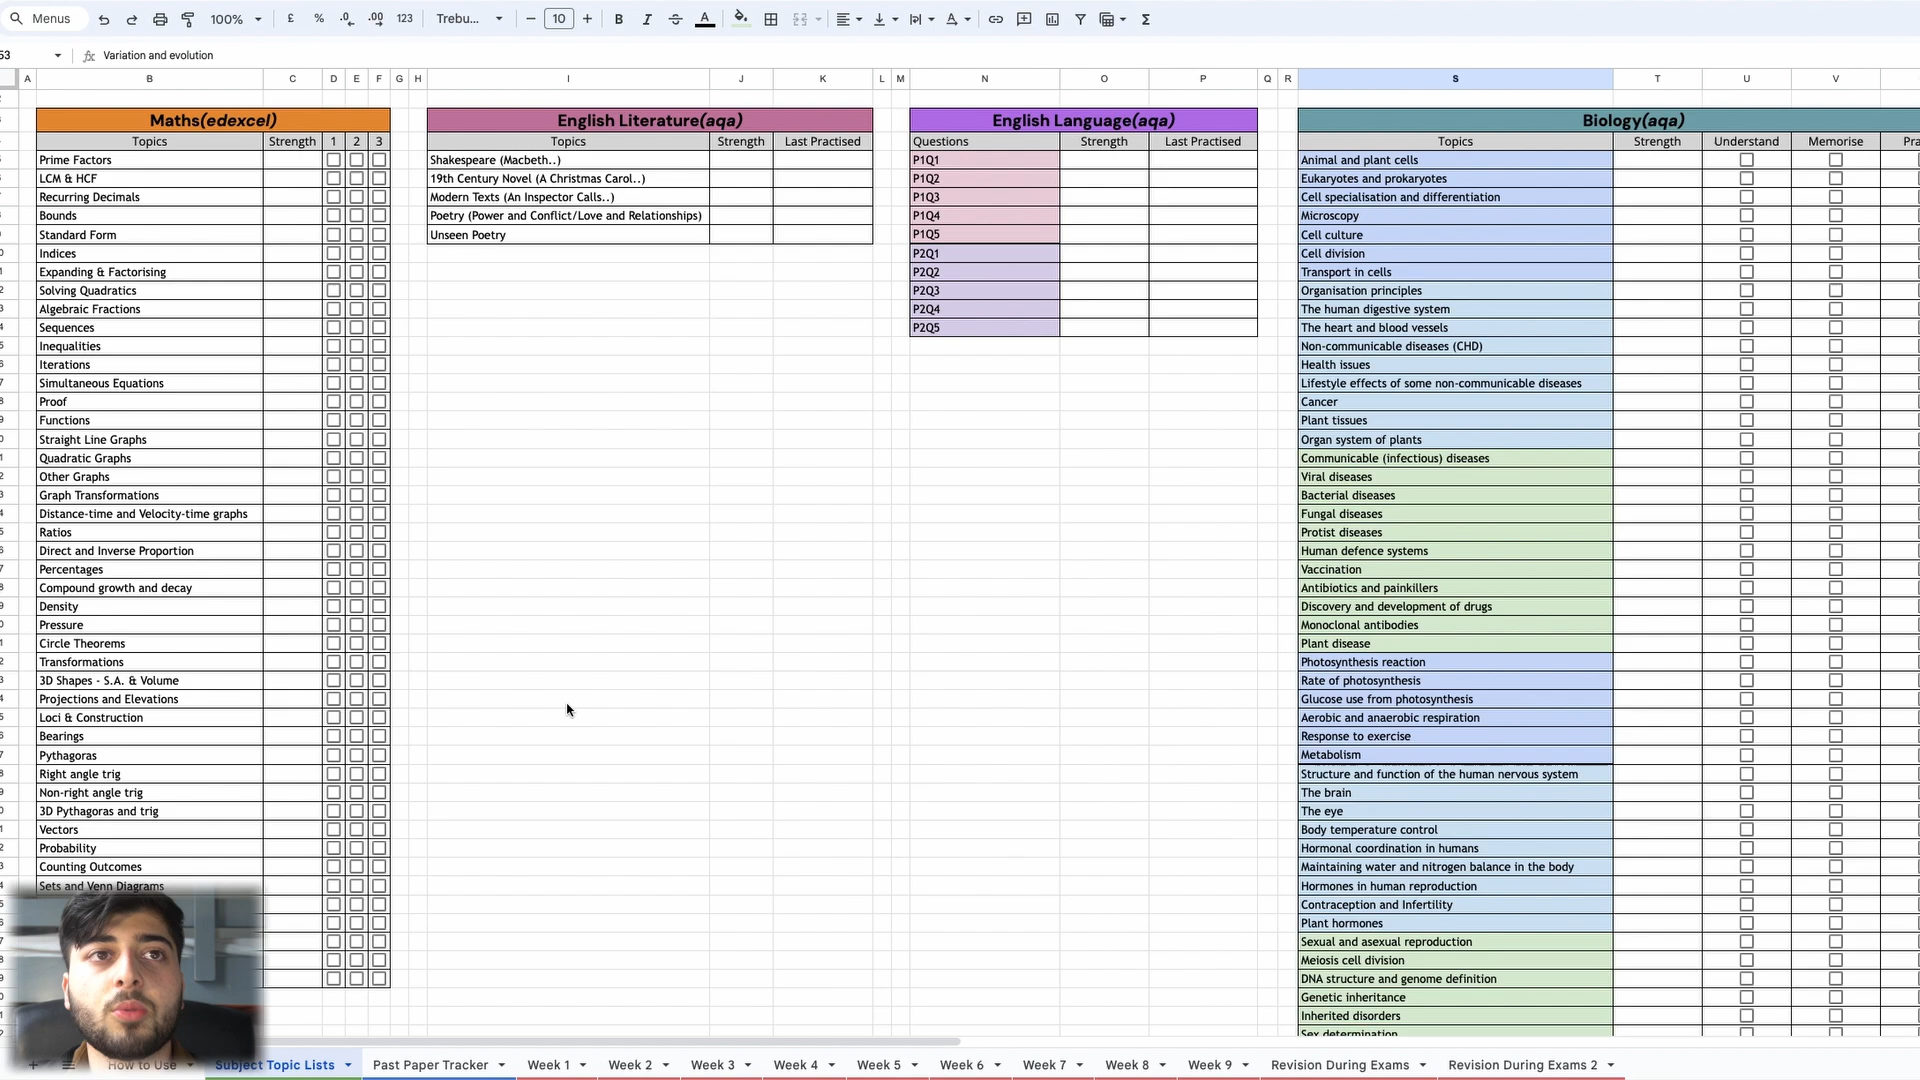 Menus 100% £ % .0 .00 123 Trebu... 10 B I A Σ
53 fx Variation and evolution
A B C D E F G H I J K L M N O P Q R S T U V
Maths(edexcel)
Topics Strength 1 2 3
Prime Factors
LCM & HCF
Recurring Decimals
Bounds
Standard Form
Indices
Expanding & Factorising
Solving Quadratics
Algebraic Fractions
Sequences
Inequalities
Iterations
Simultaneous Equations
Proof
Functions
Straight Line Graphs
Quadratic Graphs
Other Graphs
Graph Transformations
Distance-time and Velocity-time graphs
Ratios
Direct and Inverse Proportion
Percentages
Compound growth and decay
Density
Pressure
Circle Theorems
Transformations
3D Shapes - S.A. & Volume
Projections and Elevations
Loci & Construction
Bearings
Pythagoras
Right angle trig
Non-right angle trig
3D Pythagoras and trig
Vectors
Probability
Counting Outcomes
Sets and Venn Diagrams
English Literature(aqa)
Topics Strength Last Practised
Shakespeare (Macbeth..)
19th Century Novel (A Christmas Carol..)
Modern Texts (An Inspector Calls..)
Poetry (Power and Conflict/Love and Relationships)
Unseen Poetry
English Language(aqa)
Questions Strength Last Practised
P1Q1
P1Q2
P1Q3
P1Q4
P1Q5
P2Q1
P2Q2
P2Q3
P2Q4
P2Q5
Biology(aqa)
Topics Strength Understand Memorise Pra
Animal and plant cells
Eukaryotes and prokaryotes
Cell specialisation and differentiation
Microscopy
Cell culture
Cell division
Transport in cells
Organisation principles
The human digestive system
The heart and blood vessels
Non-communicable diseases (CHD)
Health issues
Lifestyle effects of some non-communicable diseases
Cancer
Plant tissues
Organ system of plants
Communicable (infectious) diseases
Viral diseases
Bacterial diseases
Fungal diseases
Protist diseases
Human defence systems
Vaccination
Antibiotics and painkillers
Discovery and development of drugs
Monoclonal antibodies
Plant disease
Photosynthesis reaction
Rate of photosynthesis
Glucose use from photosynthesis
Aerobic and anaerobic respiration
Response to exercise
Metabolism
Structure and function of the human nervous system
The brain
The eye
Body temperature control
Hormonal coordination in humans
Maintaining water and nitrogen balance in the body
Hormones in human reproduction
Contraception and Infertility
Plant hormones
Sexual and asexual reproduction
Meiosis cell division
DNA structure and genome definition
Genetic inheritance
Inherited disorders
Sex determination
How to Use Subject Topic Lists Past Paper Tracker Week 1 Week 2 Week 3 Week 4 Week 5 Week 6 Week 7 Week 8 Week 9 Revision During Exams Revision During Exams 2